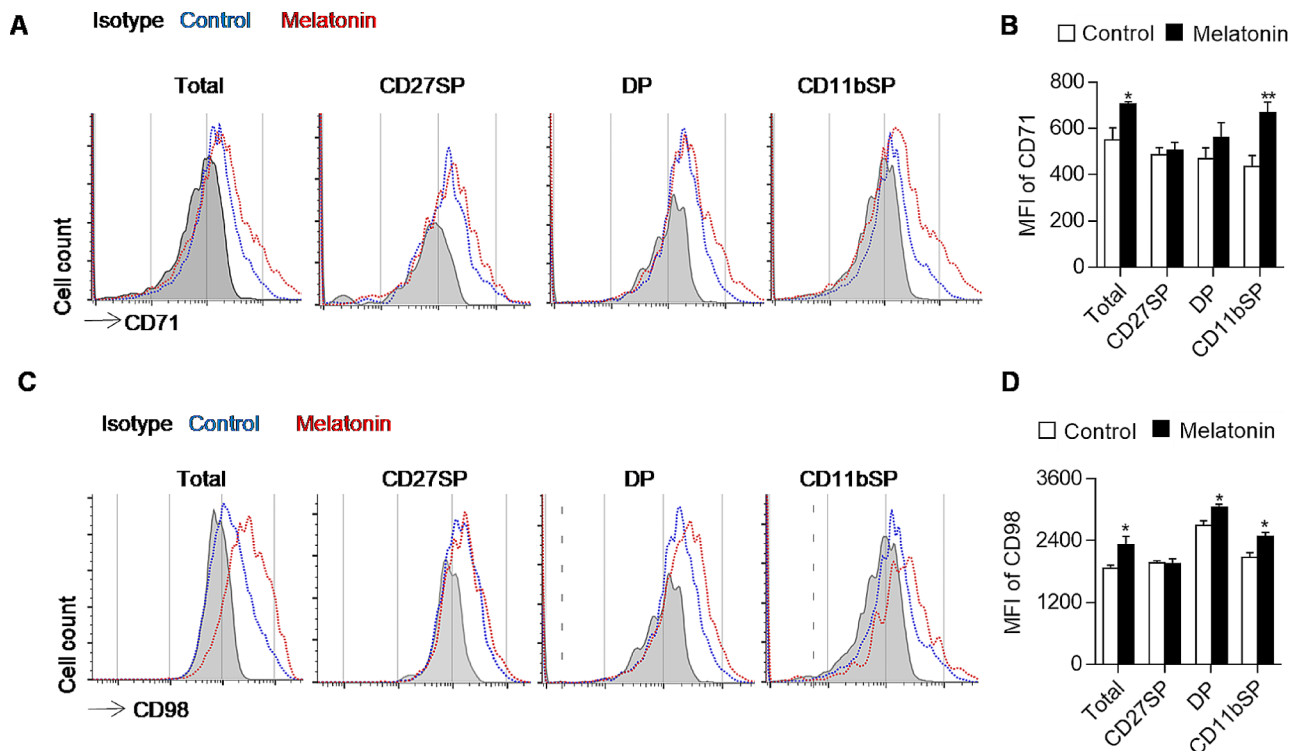 A
Isotype Control Melatonin
Total CD27SP DP CD11bSP
Cell count
CD71
B
Control Melatonin
MFI of CD71
800
600
400
200
0
* **
Total CD27SP DP CD11bSP
C
Isotype Control Melatonin
Total CD27SP DP CD11bSP
Cell count
CD98
D
Control Melatonin
MFI of CD98
3600
2400
1200
0
* * *
Total CD27SP DP CD11bSP